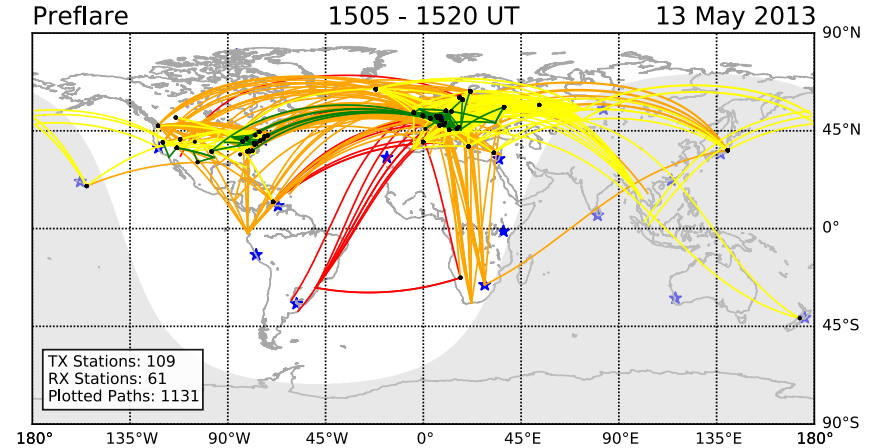 Preflare 1505 - 1520 UT 13 May 2013
90°N
45°N
0°
45°S
90°S
TX Stations: 109
RX Stations: 61
Plotted Paths: 1131
180° 135°W 90°W 45°W 0° 45°E 90°E 135°E 180°